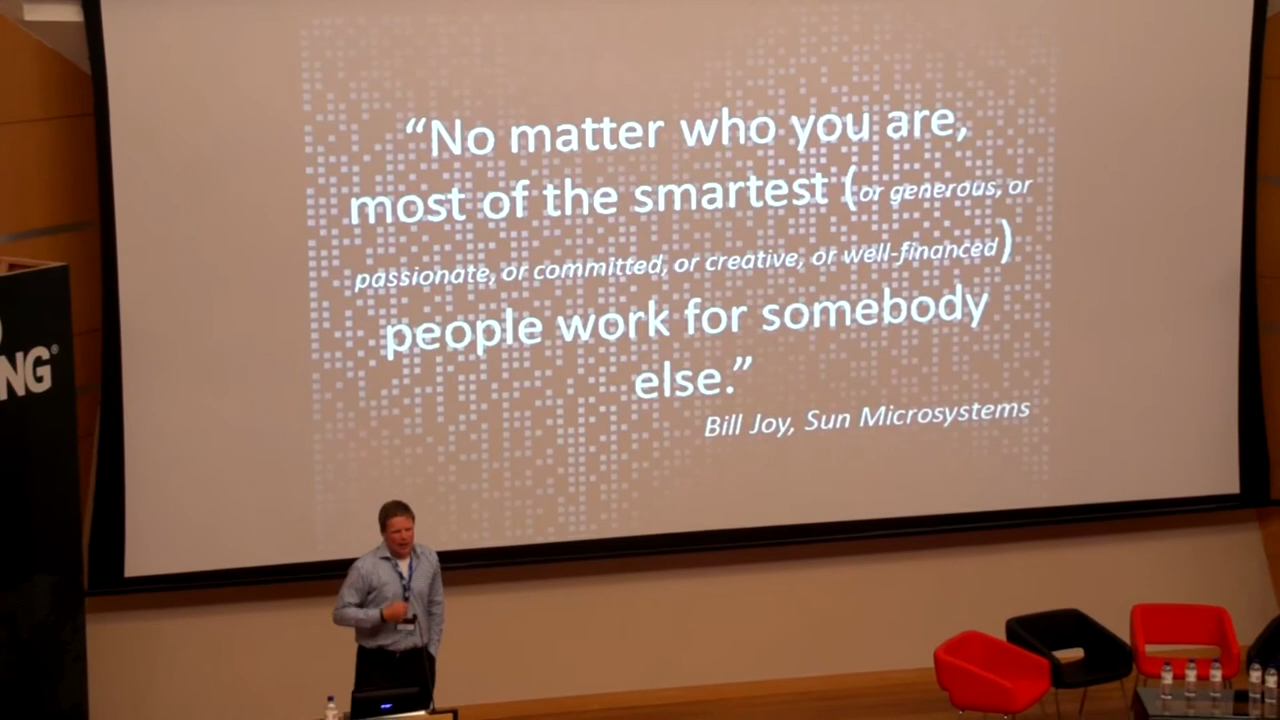 “No matter who you are,
most of the smartest (or generous, or
passionate, or committed, or creative, or well-financed)
people work for somebody
else.”
Bill Joy, Sun Microsystems
NG®